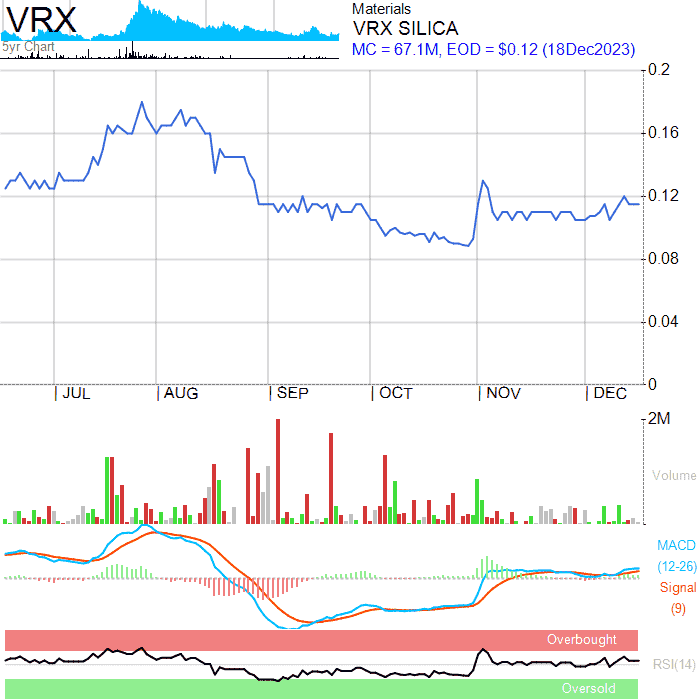 VRX
5yr Chart
Materials
VRX SILICA
MC = 67.1M, EOD = $0.12 (18Dec2023)
0.2
0.16
0.12
0.08
0.04
0
JUL AUG SEP OCT NOV DEC
2M
Volume
MACD
(12-26)
Signal
(9)
Overbought
RSI(14)
Oversold